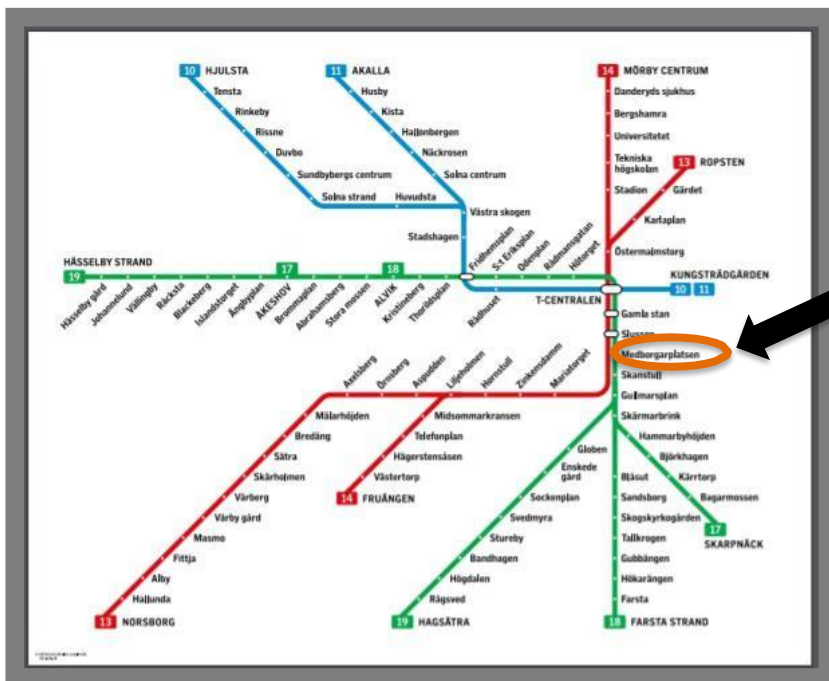 10 HJULSTA
Tensta
Rinkeby
Rissne
Duvbo
Sundbybergs centrum
Solna strand
Huvudsta
11 AKALLA
Husby
Kista
Hallonbergen
Näckrosen
Solna centrum
Västra skogen
Stadshagen
14 MÖRBY CENTRUM
Danderyds sjukhus
Bergshamra
Universitetet
Tekniska
högskolan
Stadion
13 ROPSTEN
Gärdet
Karlaplan
Östermalmstorg
HÄSSELBY STRAND
19
Hässelby gård
Johannelund
Vällingby
Råcksta
Blackeberg
Islandstorget
Ängbyplan
17
ÅKESHOV
Brommaplan
Abrahamsberg
Stora mossen
18
ALVIK
Kristineberg
Thorildsplan
Fridhemsplan
S:t Eriksplan
Odenplan
Rådmansgatan
Hötorget
Rådhuset
T-CENTRALEN
KUNGSTRÄDGÅRDEN
10 11
Gamla stan
Slussen
Medborgarplatsen
Skanstull
Gullmarsplan
Skärmarbrink
Axelsberg
Örnsberg
Aspudden
Liljeholmen
Hornstull
Zinkensdamm
Mariatorget
Mälarhöjden
Bredäng
Sätra
Skärholmen
Vårberg
Vårby gård
Masmo
Fittja
Alby
Hallunda
13 NORSBORG
Midsommarkransen
Telefonplan
Hägerstensåsen
Västertorp
14 FRUÄNGEN
Globen
Enskede
gård
Sockenplan
Svedmyra
Stureby
Bandhagen
Högdalen
Rågsved
19 HAGSÄTRA
Hammarbyhöjden
Björkhagen
Kärrtorp
Bagarmossen
17
SKARPNÄCK
Blåsut
Sandsborg
Skogskyrkogården
Tallkrogen
Gubbängen
Hökarängen
Farsta
18 FARSTA STRAND